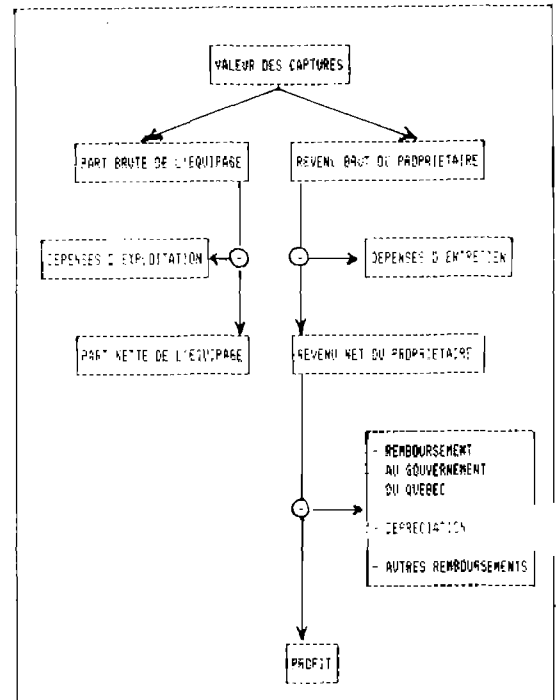 VALEUR DES CAPTURES
PART BRUTE DE L'EQUIPAGE
REVENU BRUT DU PROPRIETAIRE
DEPENSES D EXPLOITATION
-
-
DEPENSES D ENTRETIEN
PART NETTE DE L'EQUIPAGE
REVENU NET DU PROPRIETAIRE
- REMBOURSEMENT
AU GOUVERNEMENT
DU QUEBEC
-
- DEPRECIATION
- AUTRES REMBOURSEMENTS
PROFIT